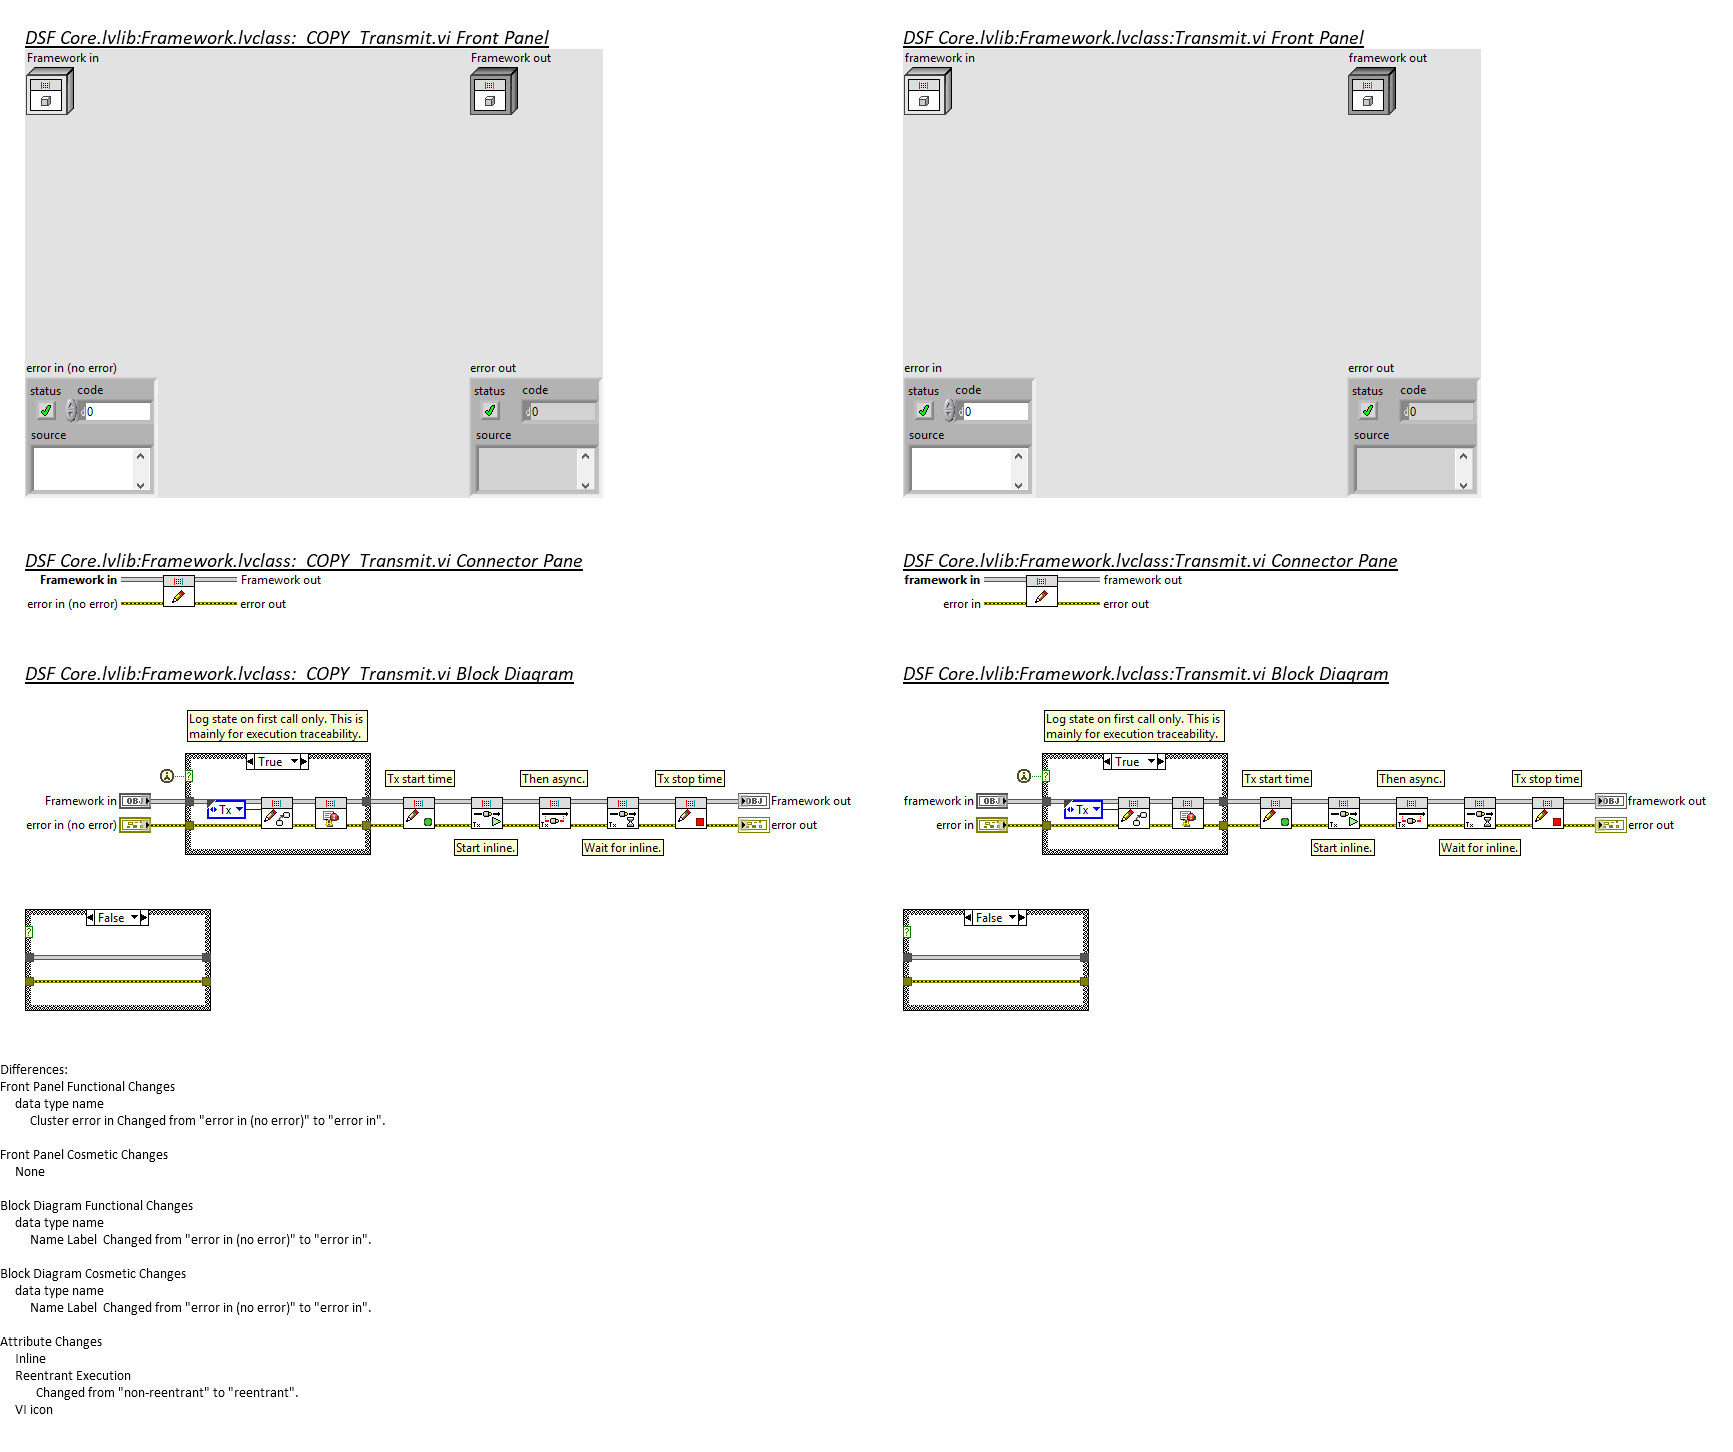 DSF Core.lvlib:Framework.lvclass:_COPY_Transmit.vi Front Panel
Framework in
Framework out
error in (no error)
status code
0
source
error out
status code
0
source
DSF Core.lvlib:Framework.lvclass:Transmit.vi Front Panel
framework in
framework out
error in
status code
0
source
error out
status code
0
source
DSF Core.lvlib:Framework.lvclass:_COPY_Transmit.vi Connector Pane
Framework in
Framework out
error in (no error)
error out
DSF Core.lvlib:Framework.lvclass:Transmit.vi Connector Pane
framework in
framework out
error in
error out
DSF Core.lvlib:Framework.lvclass:_COPY_Transmit.vi Block Diagram
Log state on first call only. This is
mainly for execution traceability.
True
Tx start time
Then async.
Tx stop time
Framework in
OBJ
Tx
Tx
Tx
Tx
OBJ
Framework out
error in (no error)
error out
Start inline.
Wait for inline.
False
DSF Core.lvlib:Framework.lvclass:Transmit.vi Block Diagram
Log state on first call only. This is
mainly for execution traceability.
True
Tx start time
Then async.
Tx stop time
framework in
OBJ
Tx
Tx
Tx
Tx
OBJ
framework out
error in
error out
Start inline.
Wait for inline.
False
Differences:
Front Panel Functional Changes
data type name
Cluster error in Changed from "error in (no error)" to "error in".
Front Panel Cosmetic Changes
None
Block Diagram Functional Changes
data type name
Name Label  Changed from "error in (no error)" to "error in".
Block Diagram Cosmetic Changes
data type name
Name Label  Changed from "error in (no error)" to "error in".
Attribute Changes
Inline
Reentrant Execution
Changed from "non-reentrant" to "reentrant".
VI icon